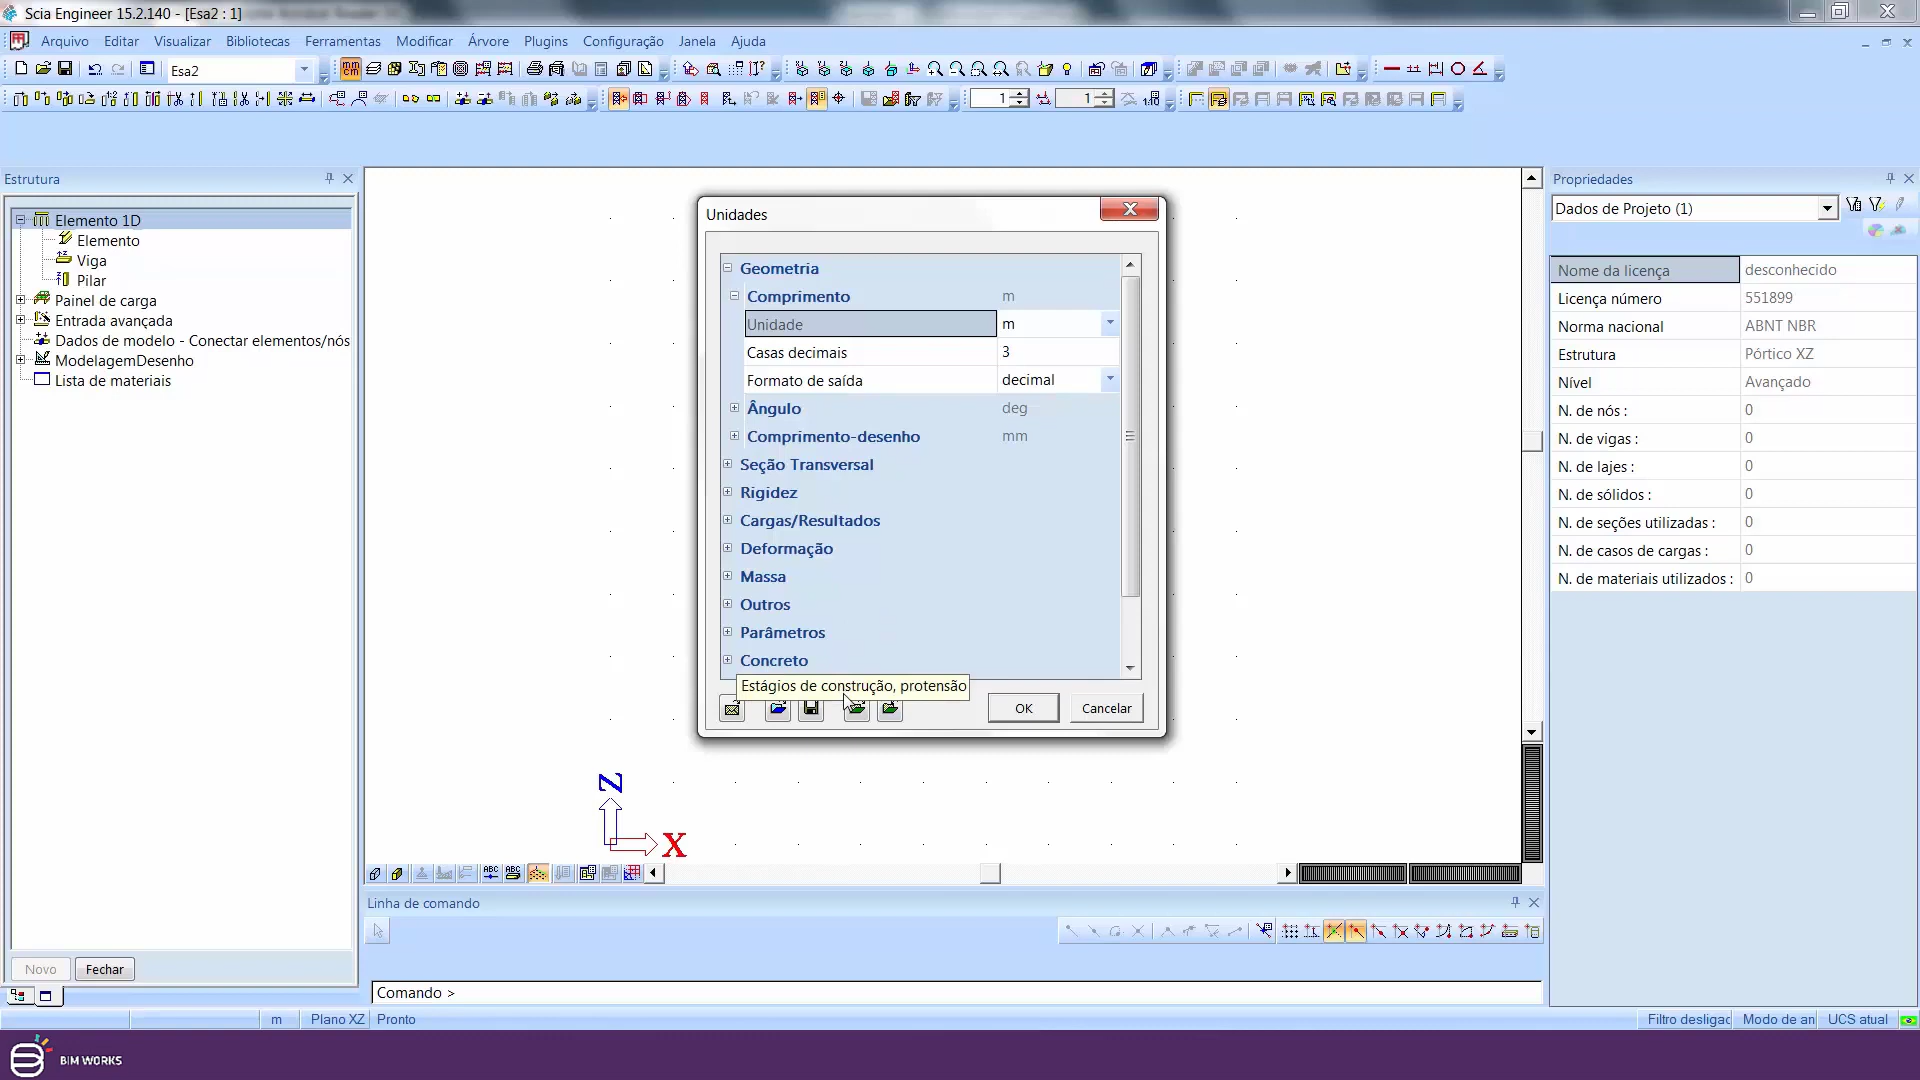 Scia Engineer 15.2.140 - [Esa2 : 1]
Arquivo Editar Visualizar Bibliotecas Ferramentas Modificar Árvore Plugins Configuração Janela Ajuda
Esa2
1 1
Estrutura
Elemento 1D
Elemento
Viga
Pilar
Painel de carga
Entrada avançada
Dados de modelo - Conectar elementos/nós
ModelagemDesenho
Lista de materiais
Novo Fechar
Unidades
Geometria
Comprimento m
Unidade m
Casas decimais 3
Formato de saída decimal
Ângulo deg
Comprimento-desenho mm
Seção Transversal
Rigidez
Cargas/Resultados
Deformação
Massa
Outros
Parâmetros
Concreto
Estágios de construção, protensão
OK Cancelar
Z
X
Linha de comando
Comando >
Propriedades
Dados de Projeto (1)
Nome da licença desconhecido
Licença número 551899
Norma nacional ABNT NBR
Estrutura Pórtico XZ
Nível Avançado
N. de nós : 0
N. de vigas : 0
N. de lajes : 0
N. de sólidos : 0
N. de seções utilizadas : 0
N. de casos de cargas : 0
N. de materiais utilizados : 0
m Plano XZ Pronto Filtro desligac Modo de an UCS atual
BIM WORKS